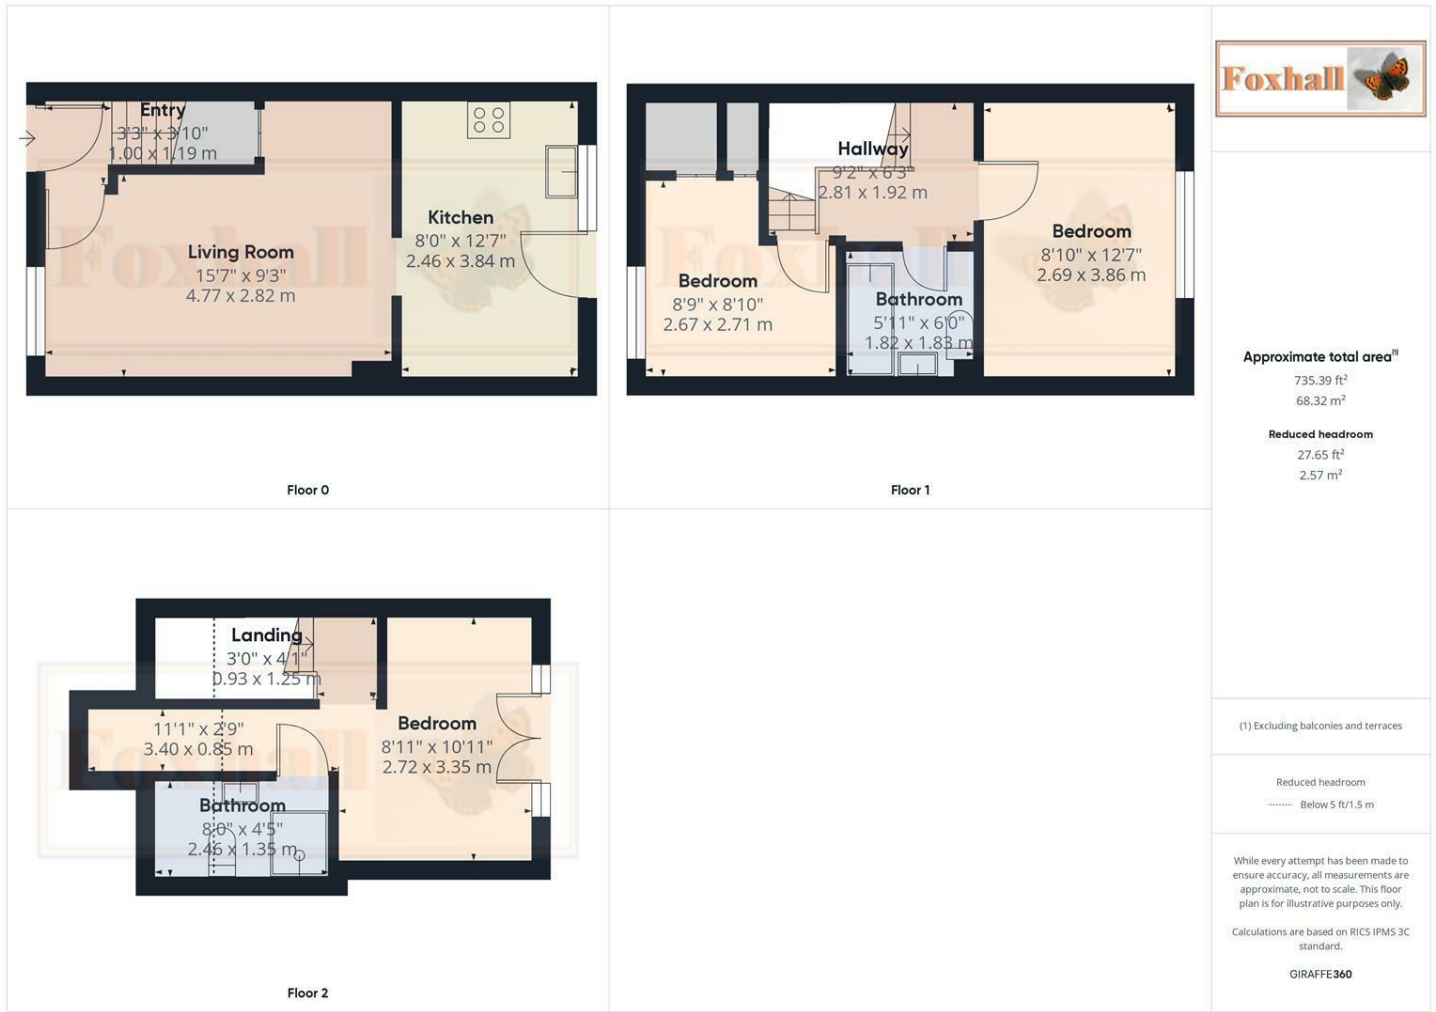 Entry
3'3" x 3'10"
1.00 x 1.19 m
Living Room
15'7" x 9'3"
4.77 x 2.82 m
Kitchen
8'0" x 12'7"
2.46 x 3.84 m
Foxhall
Floor 0
Hallway
9'2" x 6'3"
2.81 x 1.92 m
Bedroom
8'10" x 12'7"
2.69 x 3.86 m
Bedroom
8'9" x 8'10"
2.67 x 2.71 m
Bathroom
5'11" x 6'0"
1.82 x 1.83 m
Foxhall
Floor 1
Landing
3'0" x 4'1"
0.93 x 1.25 m
11'1" x 2'9"
3.40 x 0.85 m
Bedroom
8'11" x 10'11"
2.72 x 3.35 m
Bathroom
8'0" x 4'5"
2.46 x 1.35 m
Foxhall
Floor 2
Foxhall
Approximate total area(1)
735.39 ft²
68.32 m²
Reduced headroom
27.65 ft²
2.57 m²
(1) Excluding balconies and terraces
Reduced headroom
Below 5 ft/1.5 m
While every attempt has been made to
ensure accuracy, all measurements are
approximate, not to scale. This floor
plan is for illustrative purposes only.
Calculations are based on RICS IPMS 3C
standard.
GIRAFFE360